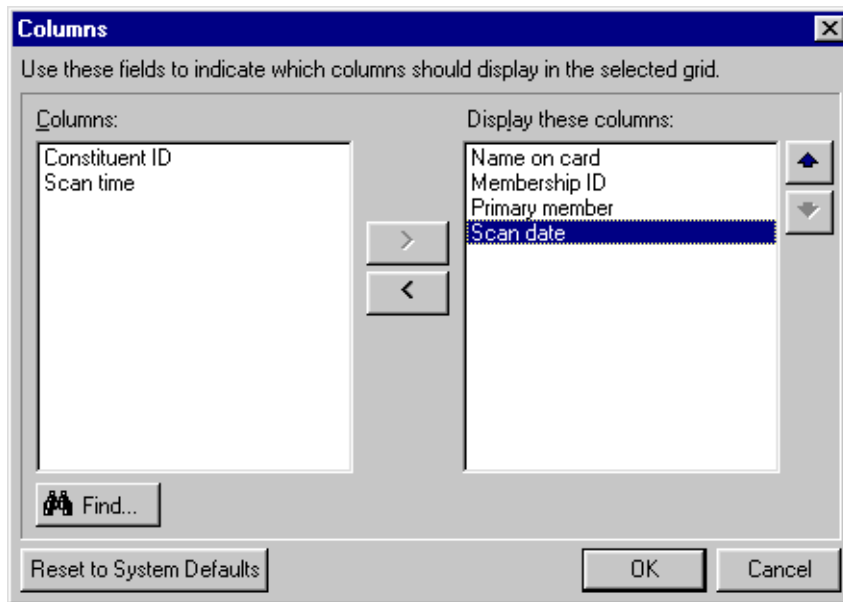 Columns
Use these fields to indicate which columns should display in the selected grid.
Columns:
Constituent ID
Scan time
>
<
Display these columns:
Name on card
Membership ID
Primary member
Scan date
Find...
Reset to System Defaults
OK
Cancel